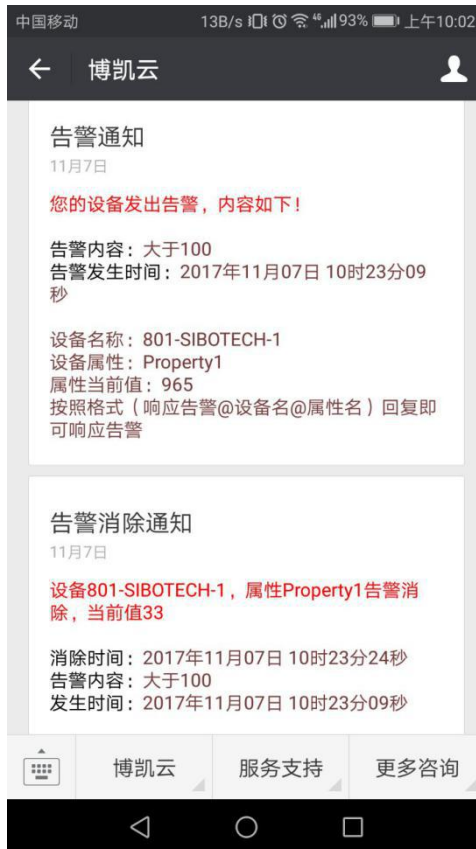 中国移动 13B/s 46 93% 上午10:02
博凯云
告警通知
11月7日
您的设备发出告警，内容如下！
告警内容：大于100
告警发生时间：2017年11月07日 10时23分09
秒
设备名称：801-SIBOTECH-1
设备属性：Property1
属性当前值：965
按照格式（响应告警@设备名@属性名）回复即
可响应告警
告警消除通知
11月7日
设备801-SIBOTECH-1，属性Property1告警消
除，当前值33
消除时间：2017年11月07日 10时23分24秒
告警内容：大于100
发生时间：2017年11月07日 10时23分09秒
博凯云 服务支持 更多咨询